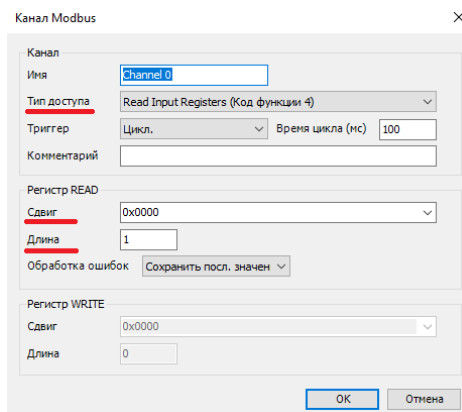 Канал Modbus
Канал
Имя Channel 0
Тип доступа Read Input Registers (Код функции 4)
Триггер Цикл. Время цикла (мс) 100
Комментарий
Регистр READ
Сдвиг 0x0000
Длина 1
Обработка ошибок Сохранить посл. значен
Регистр WRITE
Сдвиг 0x0000
Длина 0
OK Отмена